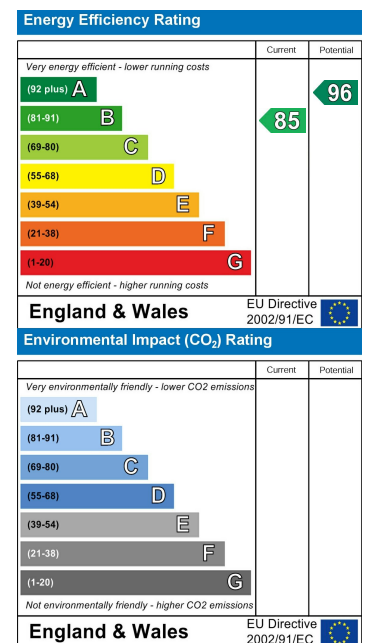 Energy Efficiency Rating
Current Potential
Very energy efficient - lower running costs
(92 plus) A
(81-91) B
(69-80) C
(55-68) D
(39-54) E
(21-38) F
(1-20) G
85
96
Not energy efficient - higher running costs
England & Wales
EU Directive
2002/91/EC
Environmental Impact (CO₂) Rating
Current Potential
Very environmentally friendly - lower CO2 emissions
(92 plus) A
(81-91) B
(69-80) C
(55-68) D
(39-54) E
(21-38) F
(1-20) G
Not environmentally friendly - higher CO2 emissions
England & Wales
EU Directive
2002/91/EC